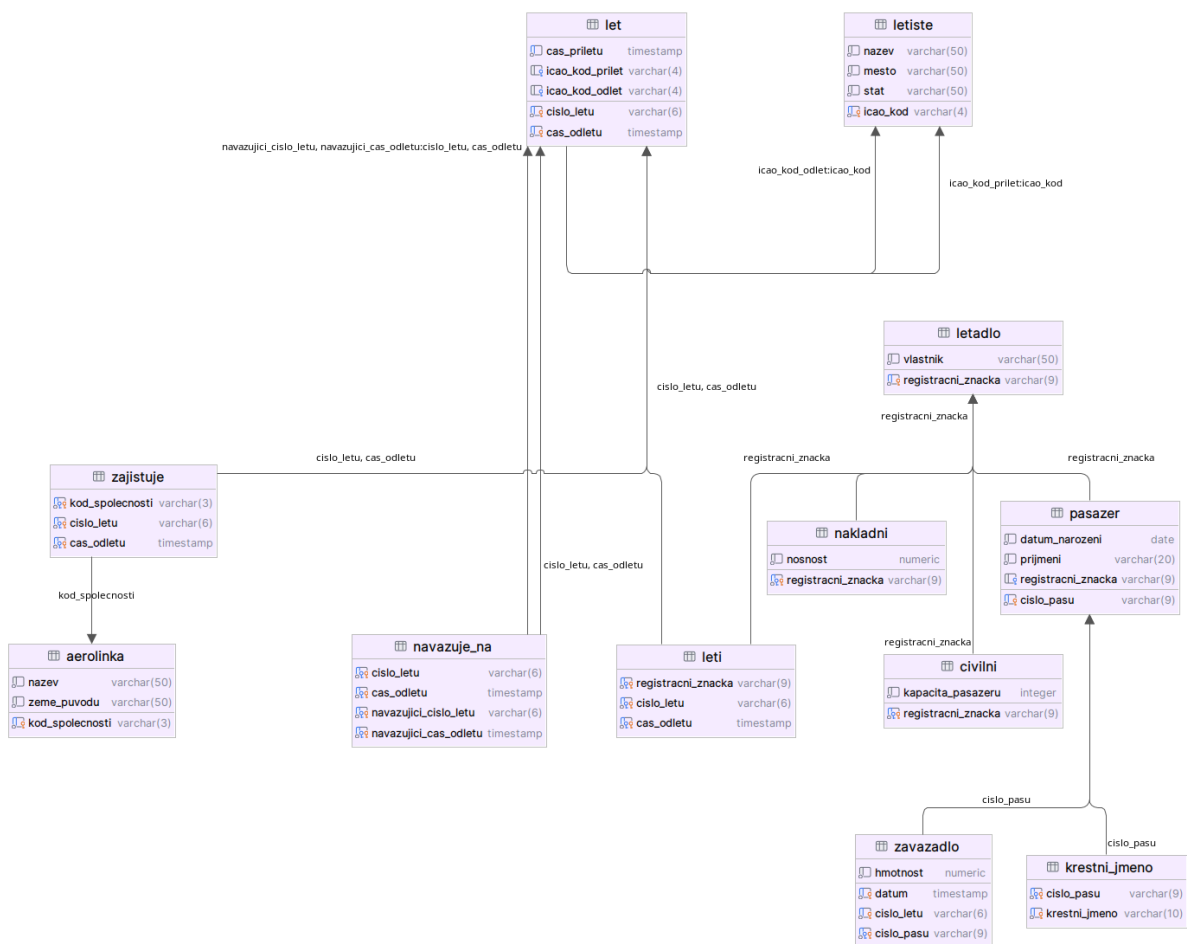 let
cas_priletu timestamp
icao_kod_prilet varchar(4)
icao_kod_odlet varchar(4)
cislo_letu varchar(6)
cas_odletu timestamp
letiste
nazev varchar(50)
mesto varchar(50)
stat varchar(50)
icao_kod varchar(4)
navazujici_cislo_letu, navazujici_cas_odletu:cislo_letu, cas_odletu
icao_kod_odlet:icao_kod
icao_kod_prilet:icao_kod
letadlo
vlastnik varchar(50)
registracni_znacka varchar(9)
cislo_letu, cas_odletu
registracni_znacka
cislo_letu, cas_odletu
registracni_znacka
registracni_znacka
zajistuje
kod_spolecnosti varchar(3)
cislo_letu varchar(6)
cas_odletu timestamp
pasazer
datum_narozeni date
prijmeni varchar(20)
registracni_znacka varchar(9)
cislo_pasu varchar(9)
nakladni
nosnost numeric
registracni_znacka varchar(9)
cislo_letu, cas_odletu
kod_spolecnosti
aerolinka
nazev varchar(50)
zeme_puvodu varchar(50)
kod_spolecnosti varchar(3)
navazuje_na
cislo_letu varchar(6)
cas_odletu timestamp
navazujici_cislo_letu varchar(6)
navazujici_cas_odletu timestamp
leti
registracni_znacka varchar(9)
cislo_letu varchar(6)
cas_odletu timestamp
registracni_znacka
civilni
kapacita_pasazeru integer
registracni_znacka varchar(9)
cislo_pasu
cislo_pasu
zavazadlo
hmotnost numeric
datum timestamp
cislo_letu varchar(6)
cislo_pasu varchar(9)
krestni_jmeno
cislo_pasu varchar(9)
krestni_jmeno varchar(10)